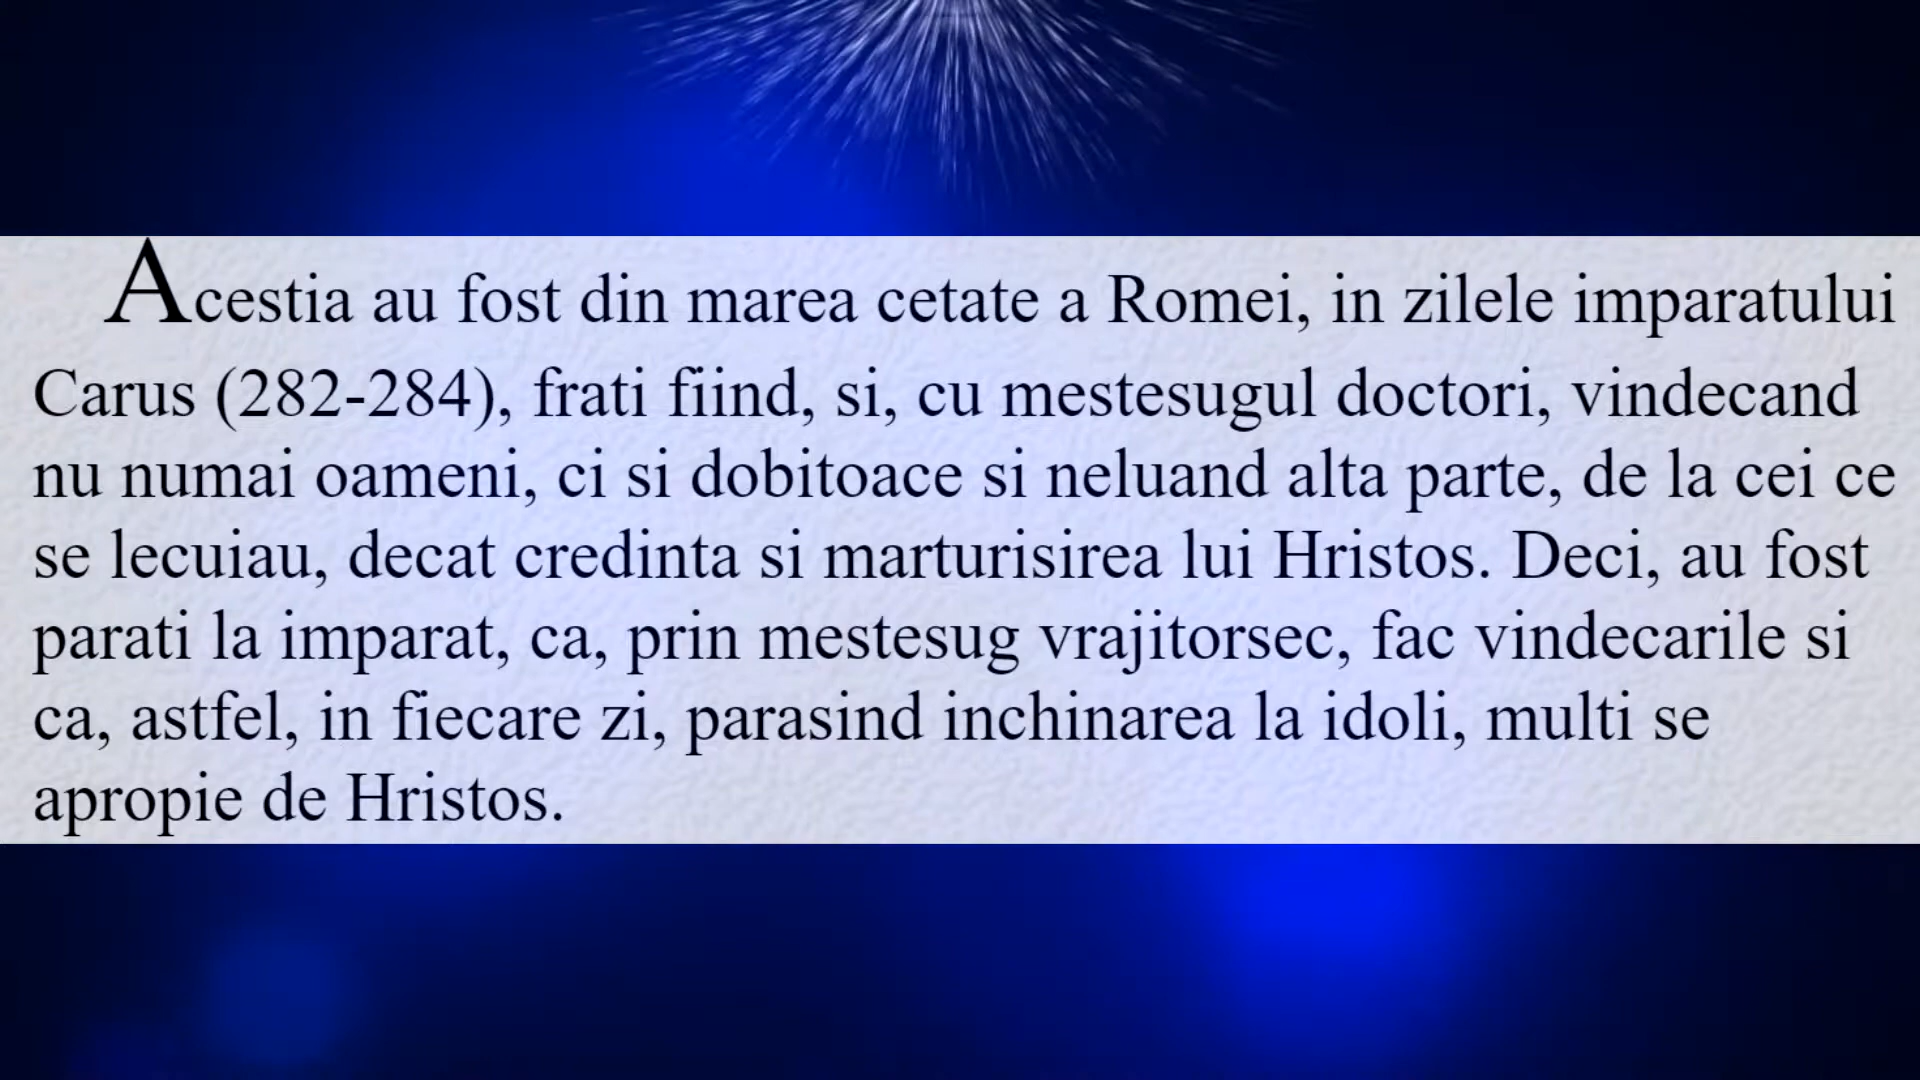 Acestia au fost din marea cetate a Romei, in zilele imparatului
Carus (282-284), frati fiind, si, cu mestesugul doctori, vindecand
nu numai oameni, ci si dobitoace si neluand alta parte, de la cei ce
se lecuiau, decat credinta si marturisirea lui Hristos. Deci, au fost
parati la imparat, ca, prin mestesug vrajitorsec, fac vindecarile si
ca, astfel, in fiecare zi, parasind inchinarea la idoli, multi se
apropie de Hristos.